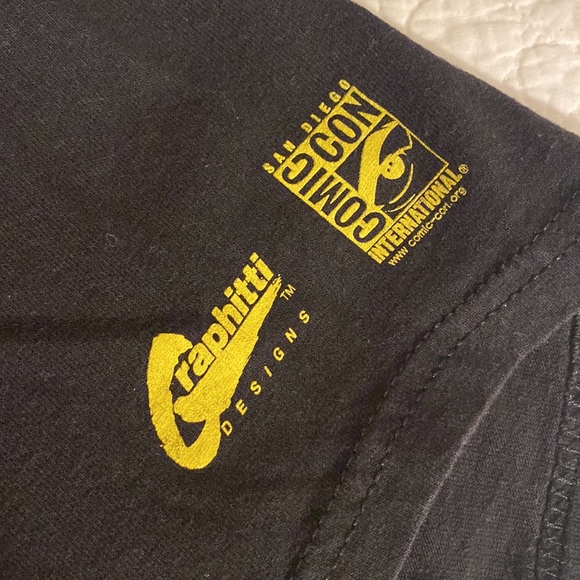 SAN DIEGO
COMIC CON
INTERNATIONAL®
www.comic-con.org
Graphitti™
DESIGNS